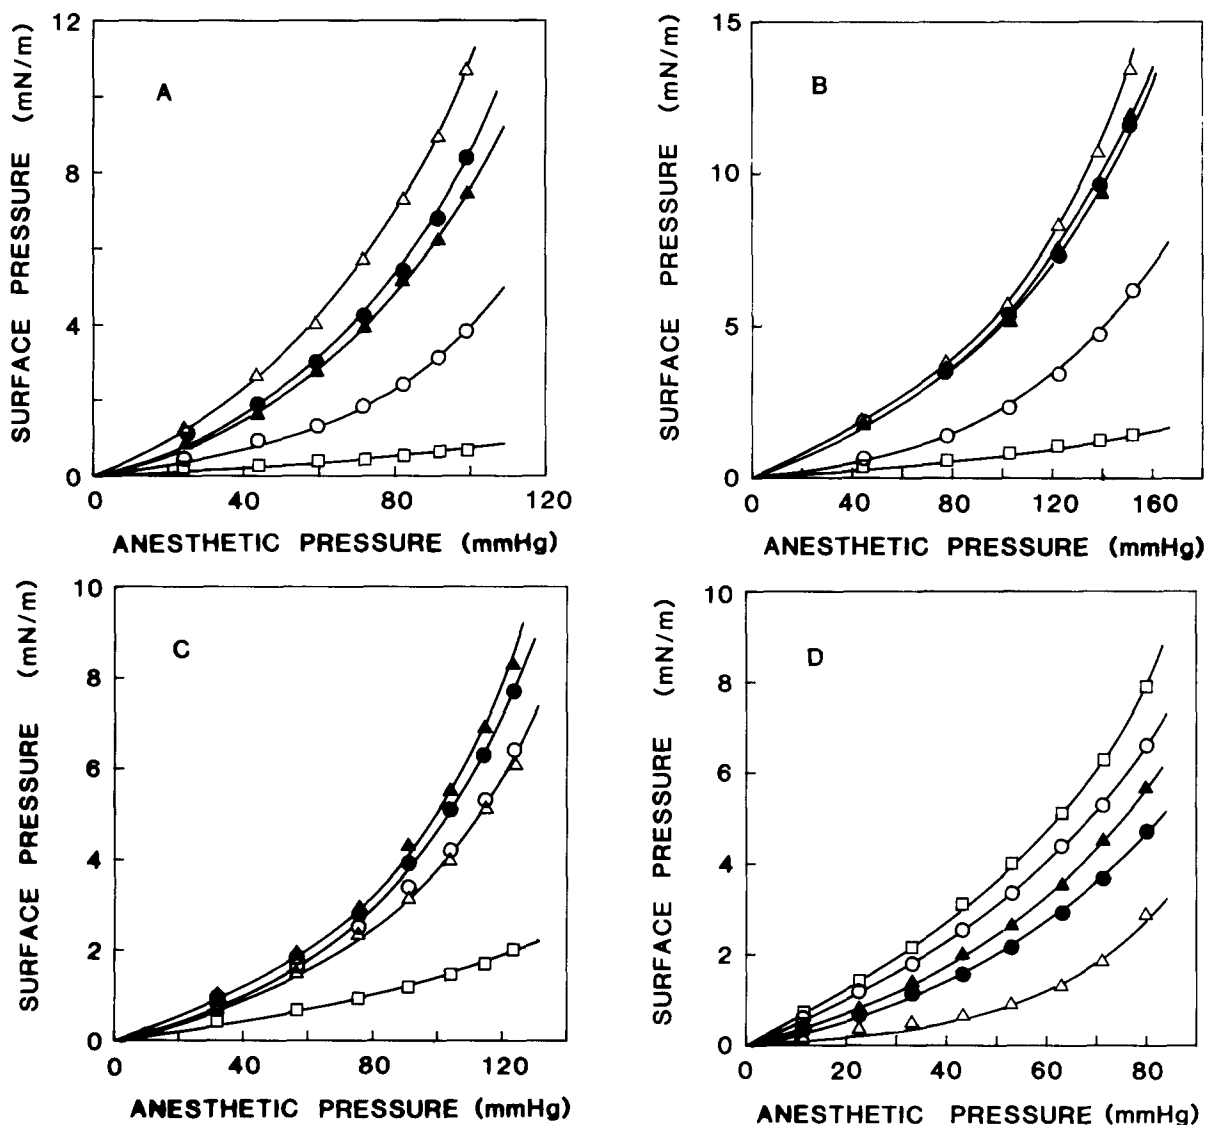 12
8
4
0
A
SURFACE PRESSURE (mN/m)
0 40 80 120
ANESTHETIC PRESSURE (mmHg)
15
10
5
0
B
SURFACE PRESSURE (mN/m)
0 40 80 120 160
ANESTHETIC PRESSURE (mmHg)
10
8
6
4
2
0
C
SURFACE PRESSURE (mN/m)
0 40 80 120
ANESTHETIC PRESSURE (mmHg)
10
8
6
4
2
0
D
SURFACE PRESSURE (mN/m)
0 20 40 60 80
ANESTHETIC PRESSURE (mmHg)